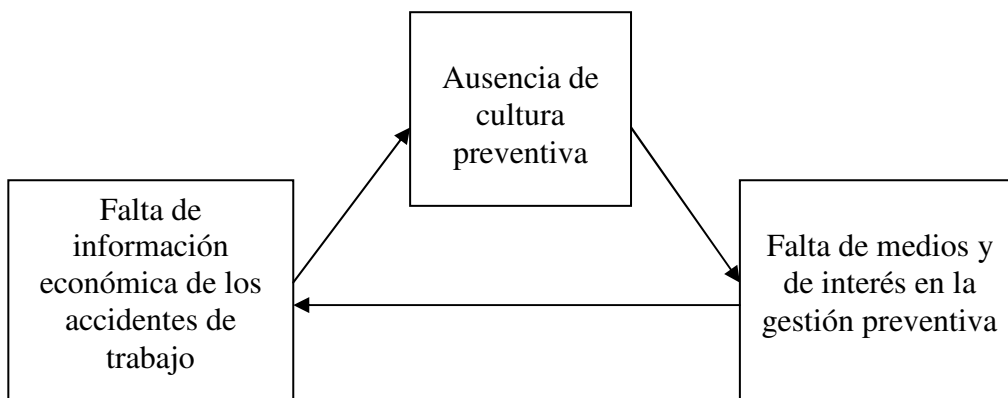 Ausencia de
cultura
preventiva
Falta de
información
económica de los
accidentes de
trabajo
Falta de medios y
de interés en la
gestión preventiva